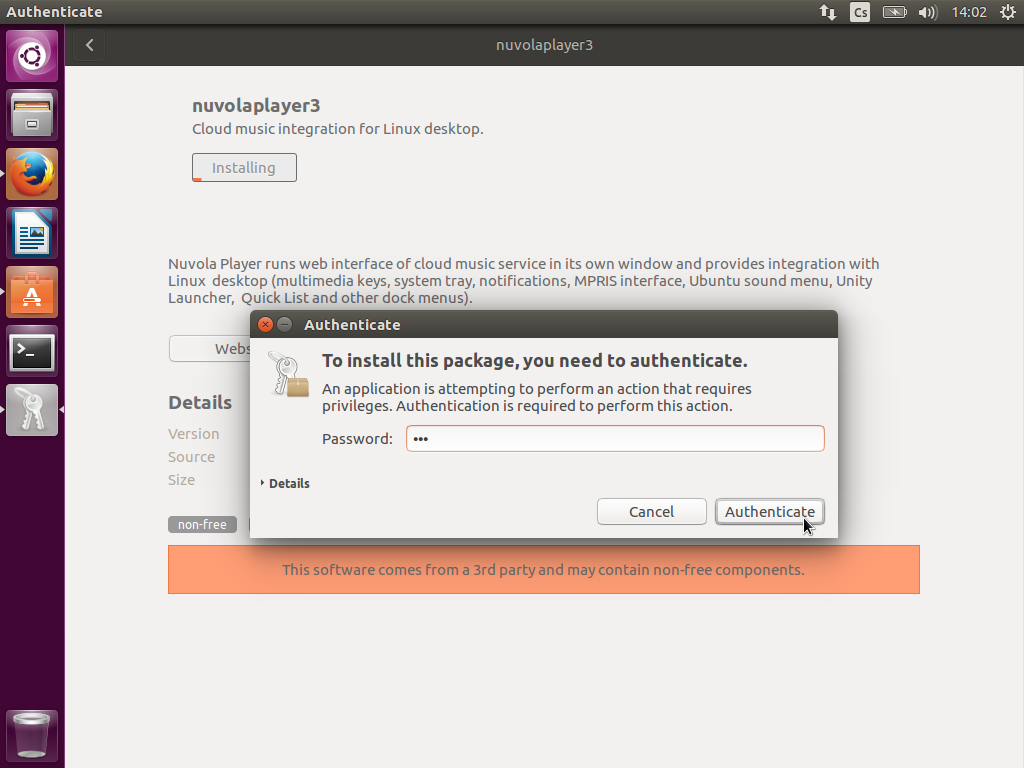 Authenticate
Cs
14:02
nuvolaplayer3
nuvolaplayer3
Cloud music integration for Linux desktop.
Installing
Nuvola Player runs web interface of cloud music service in its own window and provides integration with
Linux desktop (multimedia keys, system tray, notifications, MPRIS interface, Ubuntu sound menu, Unity
Launcher, Quick List and other dock menus).
Webs
Details
Version
Source
Size
non-free
Authenticate
To install this package, you need to authenticate.
An application is attempting to perform an action that requires
privileges. Authentication is required to perform this action.
Password: •••
Details
Cancel
Authenticate
This software comes from a 3rd party and may contain non-free components.